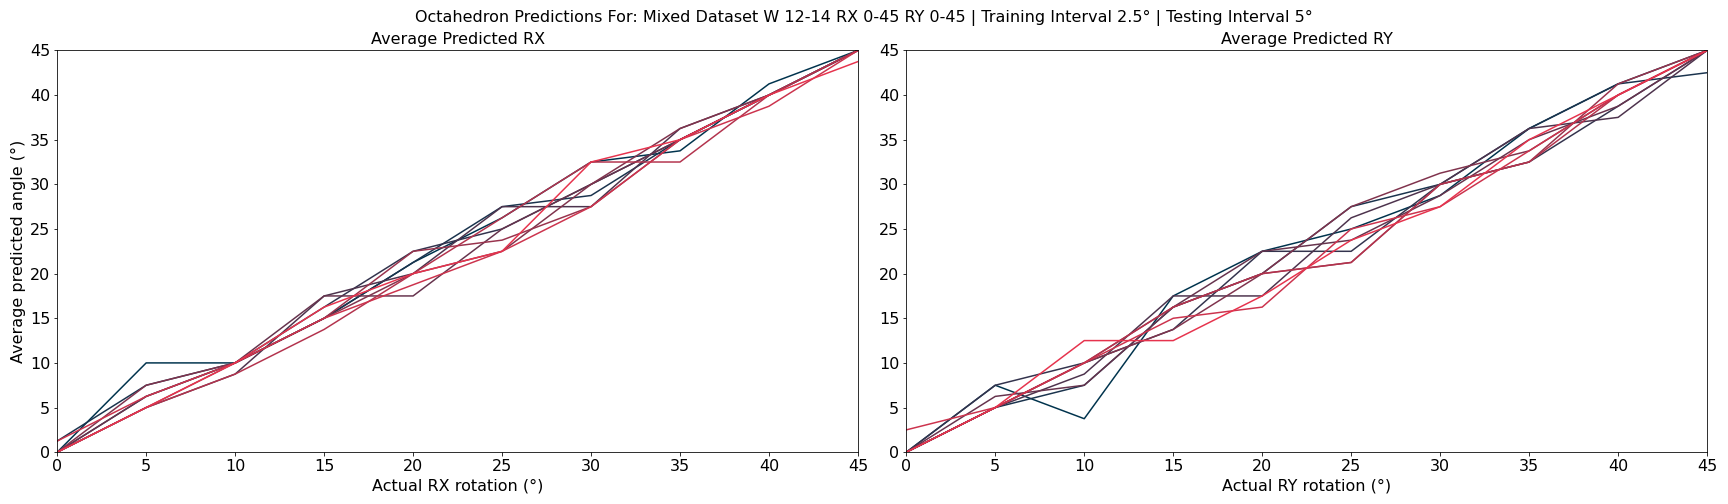 Octahedron Predictions For: Mixed Dataset W 12-14 RX 0-45 RY 0-45 | Training Interval 2.5° | Testing Interval 5°
Average Predicted RX
Average predicted angle (°)
45
40
35
30
25
20
15
10
5
0
0 5 10 15 20 25 30 35 40 45
Actual RX rotation (°)
Average Predicted RY
45
40
35
30
25
20
15
10
5
0
0 5 10 15 20 25 30 35 40 45
Actual RY rotation (°)